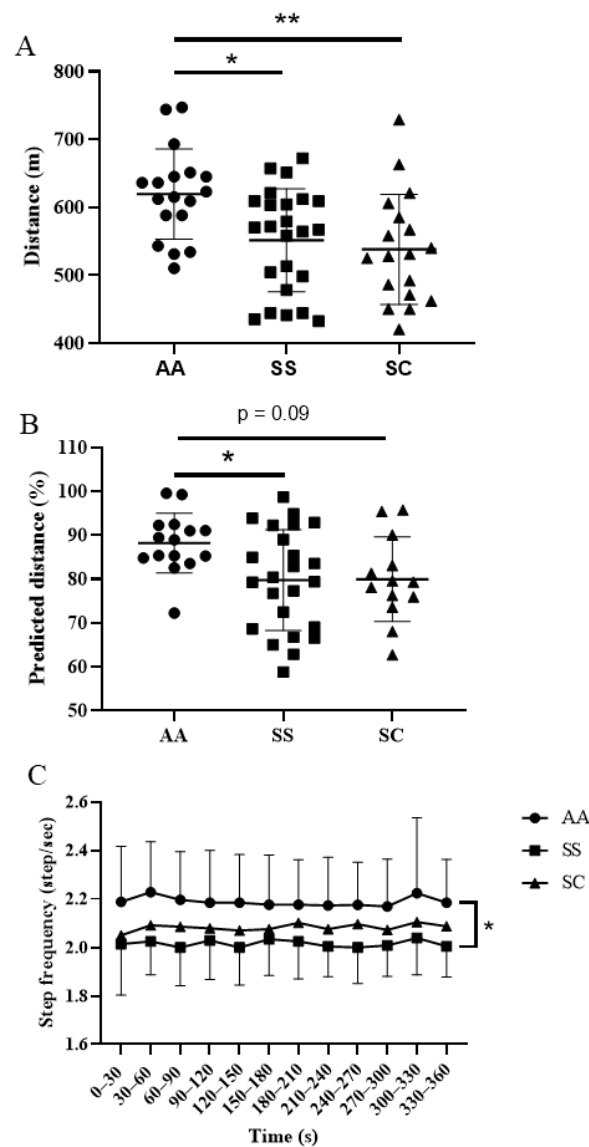 A
**
*
800
700
600
500
400
Distance (m)
AA SS SC
B
p = 0.09
*
110
100
90
80
70
60
50
Predicted distance (%)
AA SS SC
C
2.6
2.4
2.2
2.0
1.8
1.6
Step frequency (step/sec)
AA
SS
SC
*
0–30 30–60 60–90 90–120 120–150 150–180 180–210 210–240 240–270 270–300 300–330 330–360
Time (s)